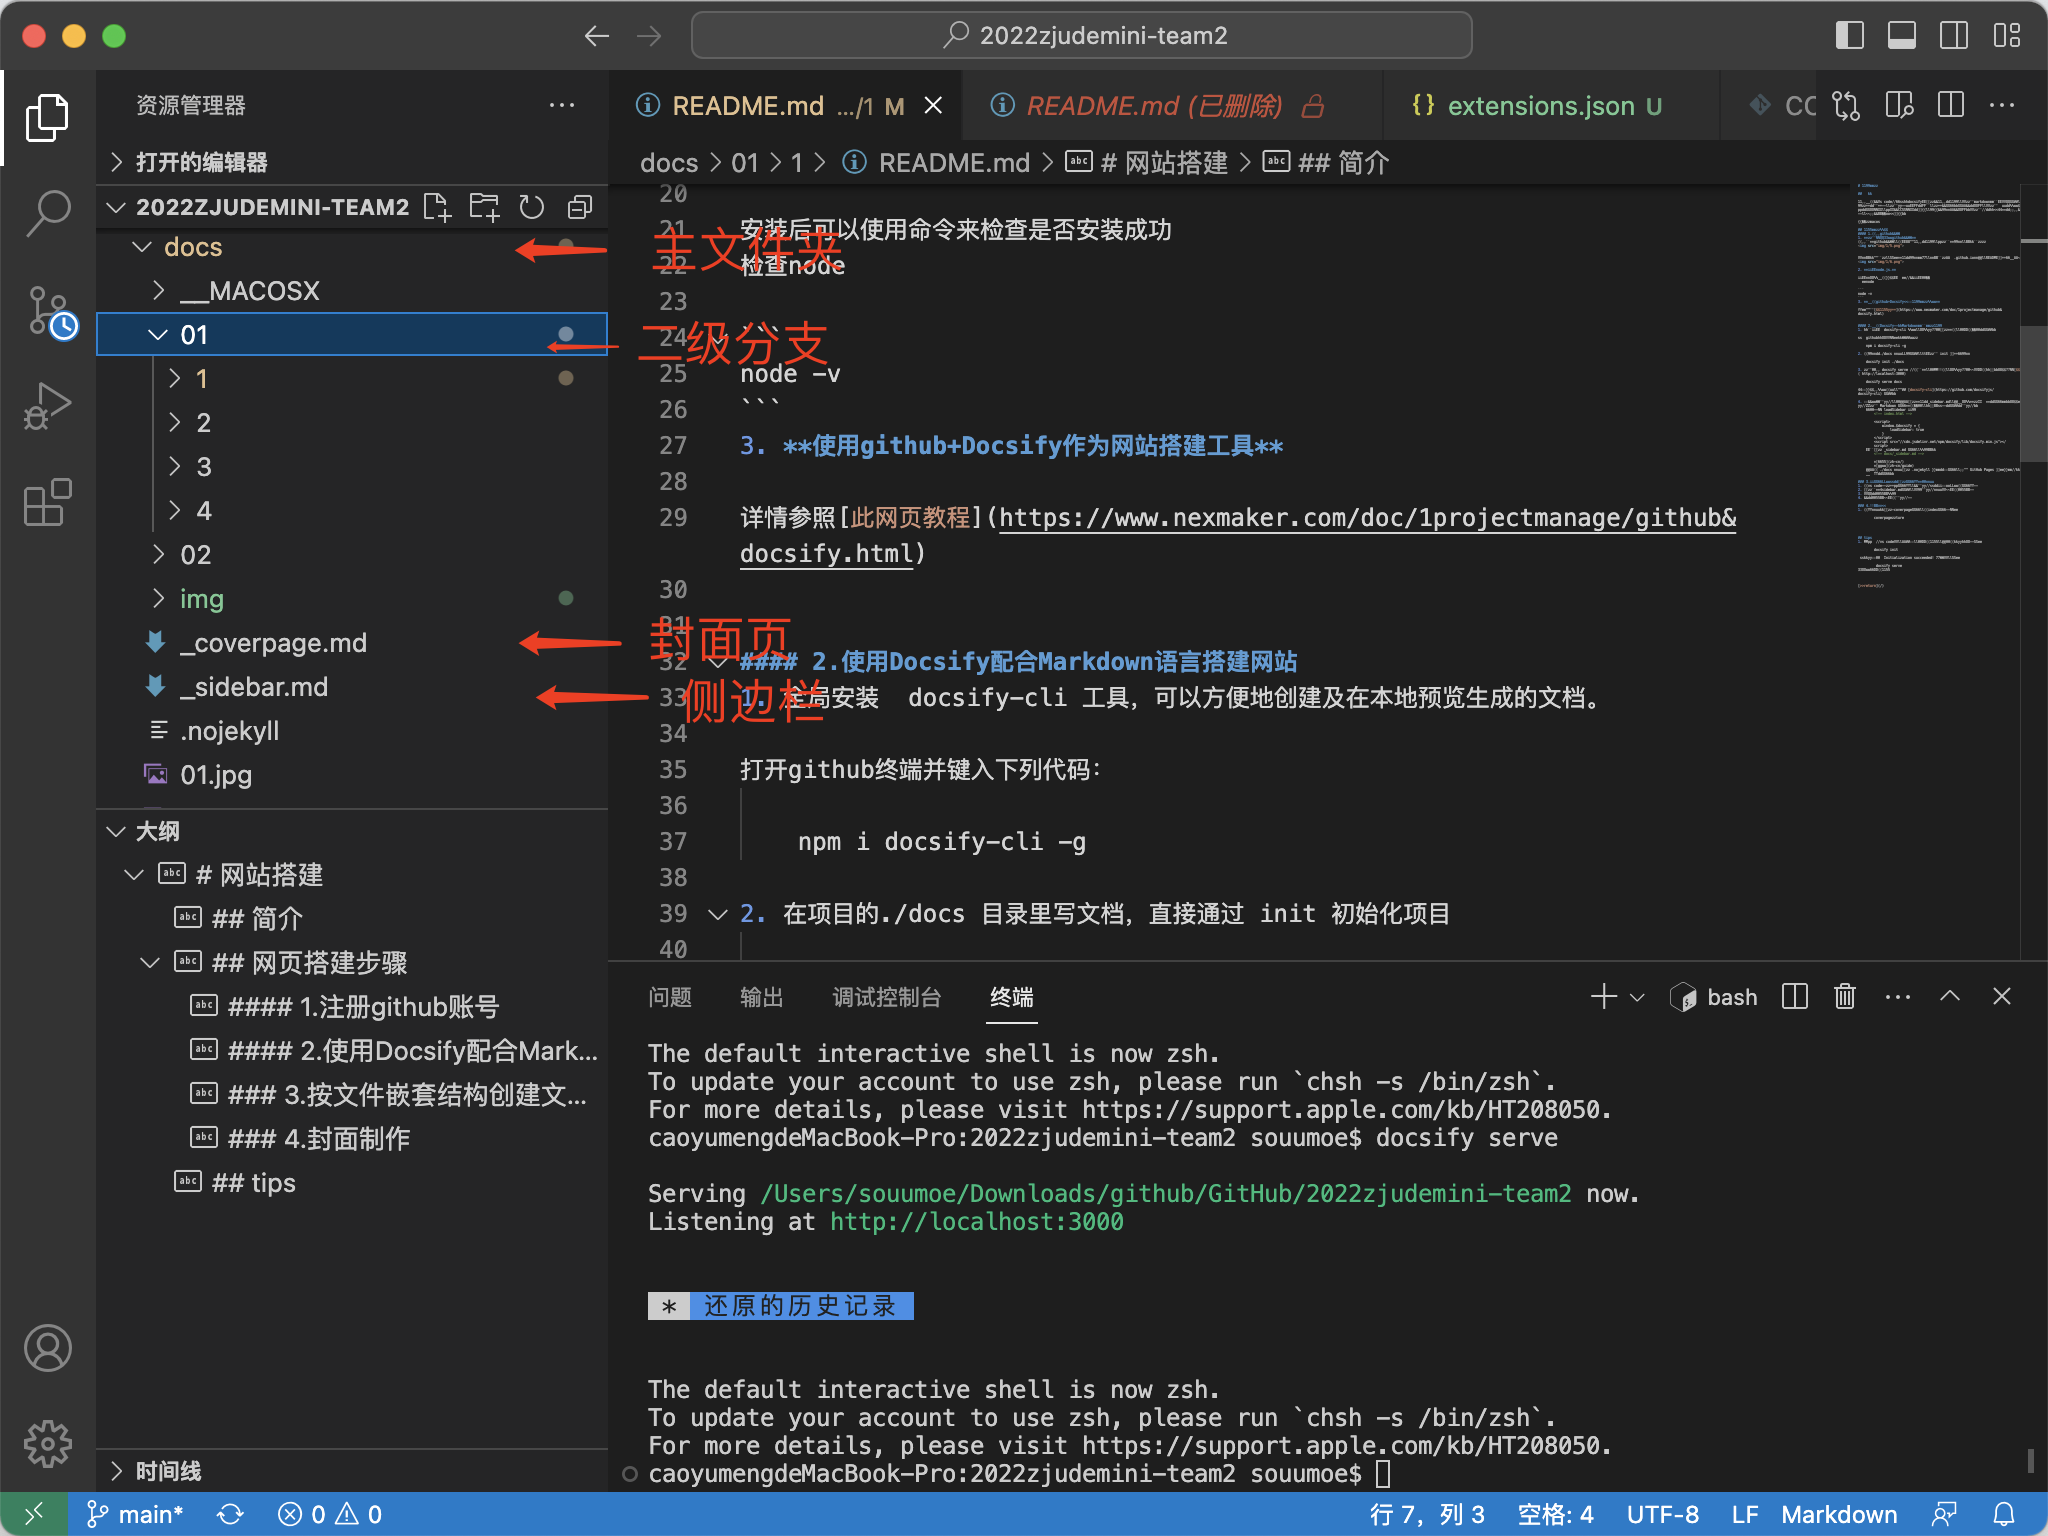 2022zjudemini-team2
资源管理器
打开的编辑器
2022ZJUDEMINI-TEAM2
docs
__MACOSX
01
1
2
3
4
02
img
_coverpage.md
_sidebar.md
.nojekyll
01.jpg
主文件夹
二级分支
封面页
侧边栏
大纲
# 网站搭建
## 简介
## 网页搭建步骤
#### 1.注册github账号
#### 2.使用Docsify配合Mark...
### 3.按文件嵌套结构创建文...
### 4.封面制作
## tips
时间线
README.md .../1 M
README.md (已删除)
{} extensions.json U
docs > 01 > 1 > README.md > # 网站搭建 > ## 简介
20
21 安装后可以使用命令来检查是否安装成功
22 检查node
23
24 ```
25 node -v
26 ```
27 3. **使用github+Docsify作为网站搭建工具**
28
29 详情参照[此网页教程](https://www.nexmaker.com/doc/1projectmanage/github&
docsify.html)
30
31
32 #### 2.使用Docsify配合Markdown语言搭建网站
33 1. 全局安装 docsify-cli 工具，可以方便地创建及在本地预览生成的文档。
34
35 打开github终端并键入下列代码：
36
37 npm i docsify-cli -g
38
39 2. 在项目的./docs 目录里写文档，直接通过 init 初始化项目
40
问题 输出 调试控制台 终端
bash
The default interactive shell is now zsh.
To update your account to use zsh, please run `chsh -s /bin/zsh`.
For more details, please visit https://support.apple.com/kb/HT208050.
caoyumengdeMacBook-Pro:2022zjudemini-team2 souumoe$ docsify serve
Serving /Users/souumoe/Downloads/github/GitHub/2022zjudemini-team2 now.
Listening at http://localhost:3000
* 还原的历史记录
The default interactive shell is now zsh.
To update your account to use zsh, please run `chsh -s /bin/zsh`.
For more details, please visit https://support.apple.com/kb/HT208050.
caoyumengdeMacBook-Pro:2022zjudemini-team2 souumoe$
main* 0 0 行 7，列 3 空格: 4 UTF-8 LF Markdown